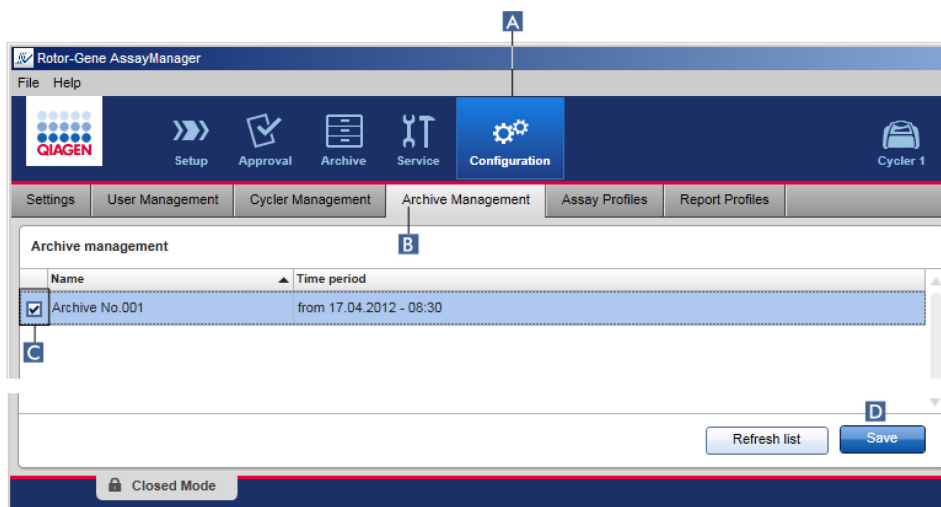 A
Rotor-Gene AssayManager
File Help
QIAGEN
Setup Approval Archive Service Configuration Cycler 1
Settings User Management Cycler Management Archive Management Assay Profiles Report Profiles
B
Archive management
Name Time period
Archive No.001 from 17.04.2012 - 08:30
C
D
Refresh list Save
Closed Mode